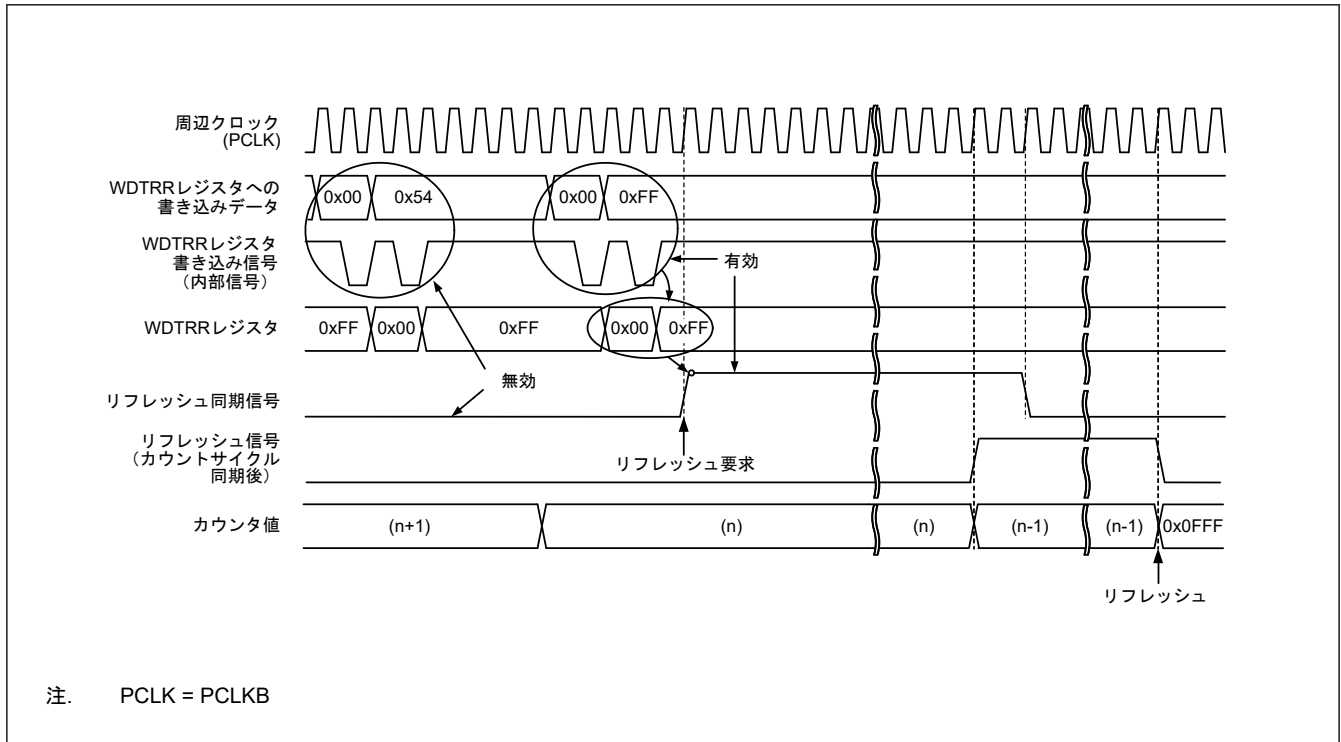 周辺クロック
(PCLK)
WDTRRレジスタへの
書き込みデータ
0x00
0x54
0x00
0xFF
WDTRRレジスタ
書き込み信号
（内部信号）
有効
WDTRRレジスタ
0xFF
0x00
0xFF
0x00
0xFF
無効
リフレッシュ同期信号
リフレッシュ要求
リフレッシュ信号
（カウントサイクル
同期後）
カウンタ値
(n+1)
(n)
(n)
(n-1)
(n-1)
0x0FFF
リフレッシュ
注. PCLK = PCLKB